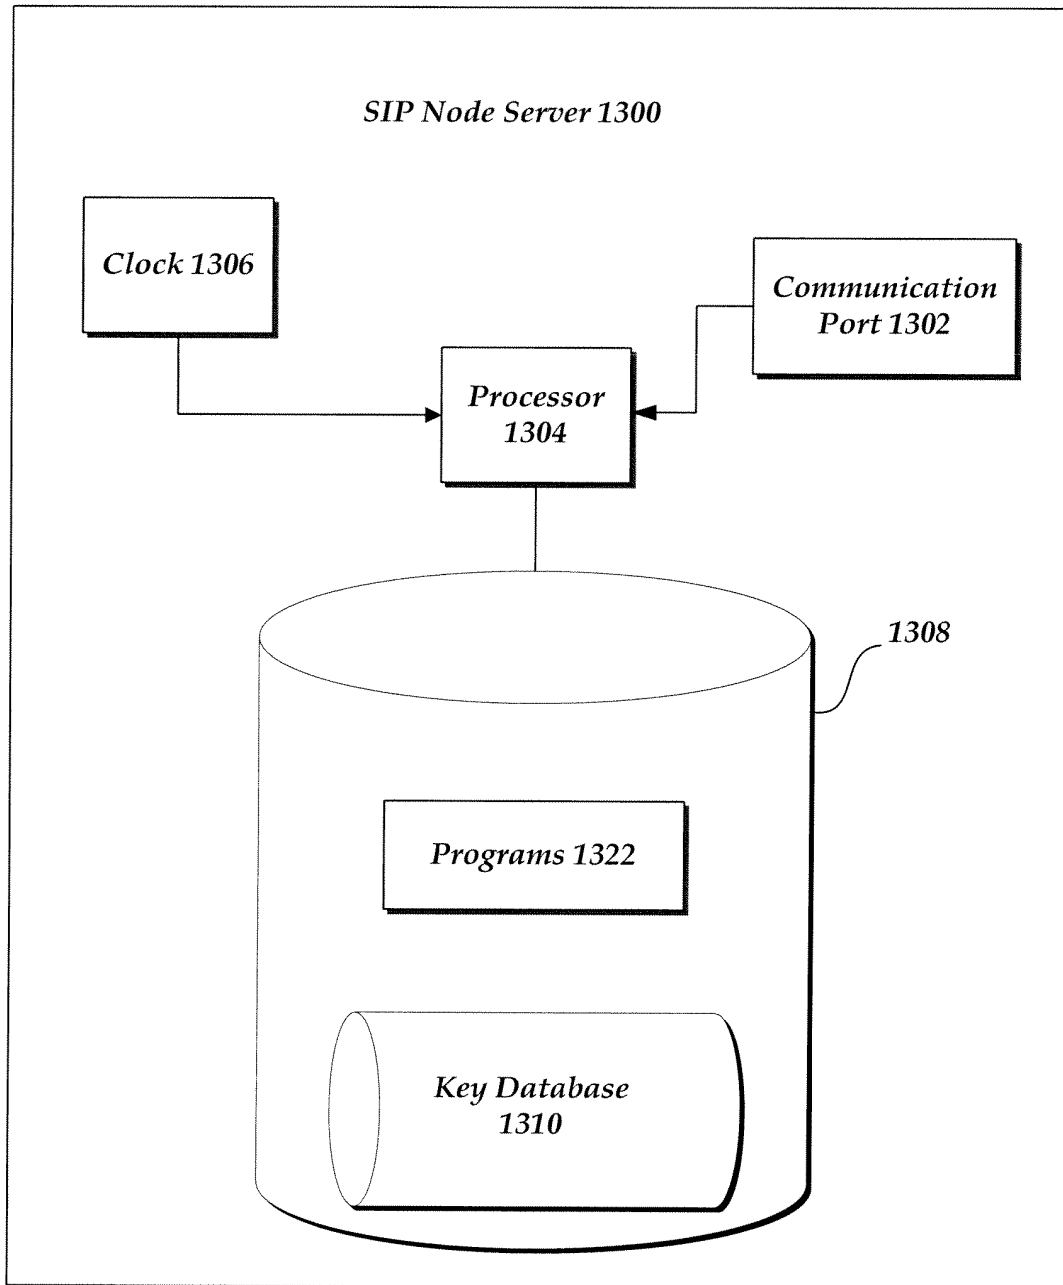 SIP Node Server 1300
Clock 1306
Communication
Port 1302
Processor
1304
1308
Programs 1322
Key Database
1310